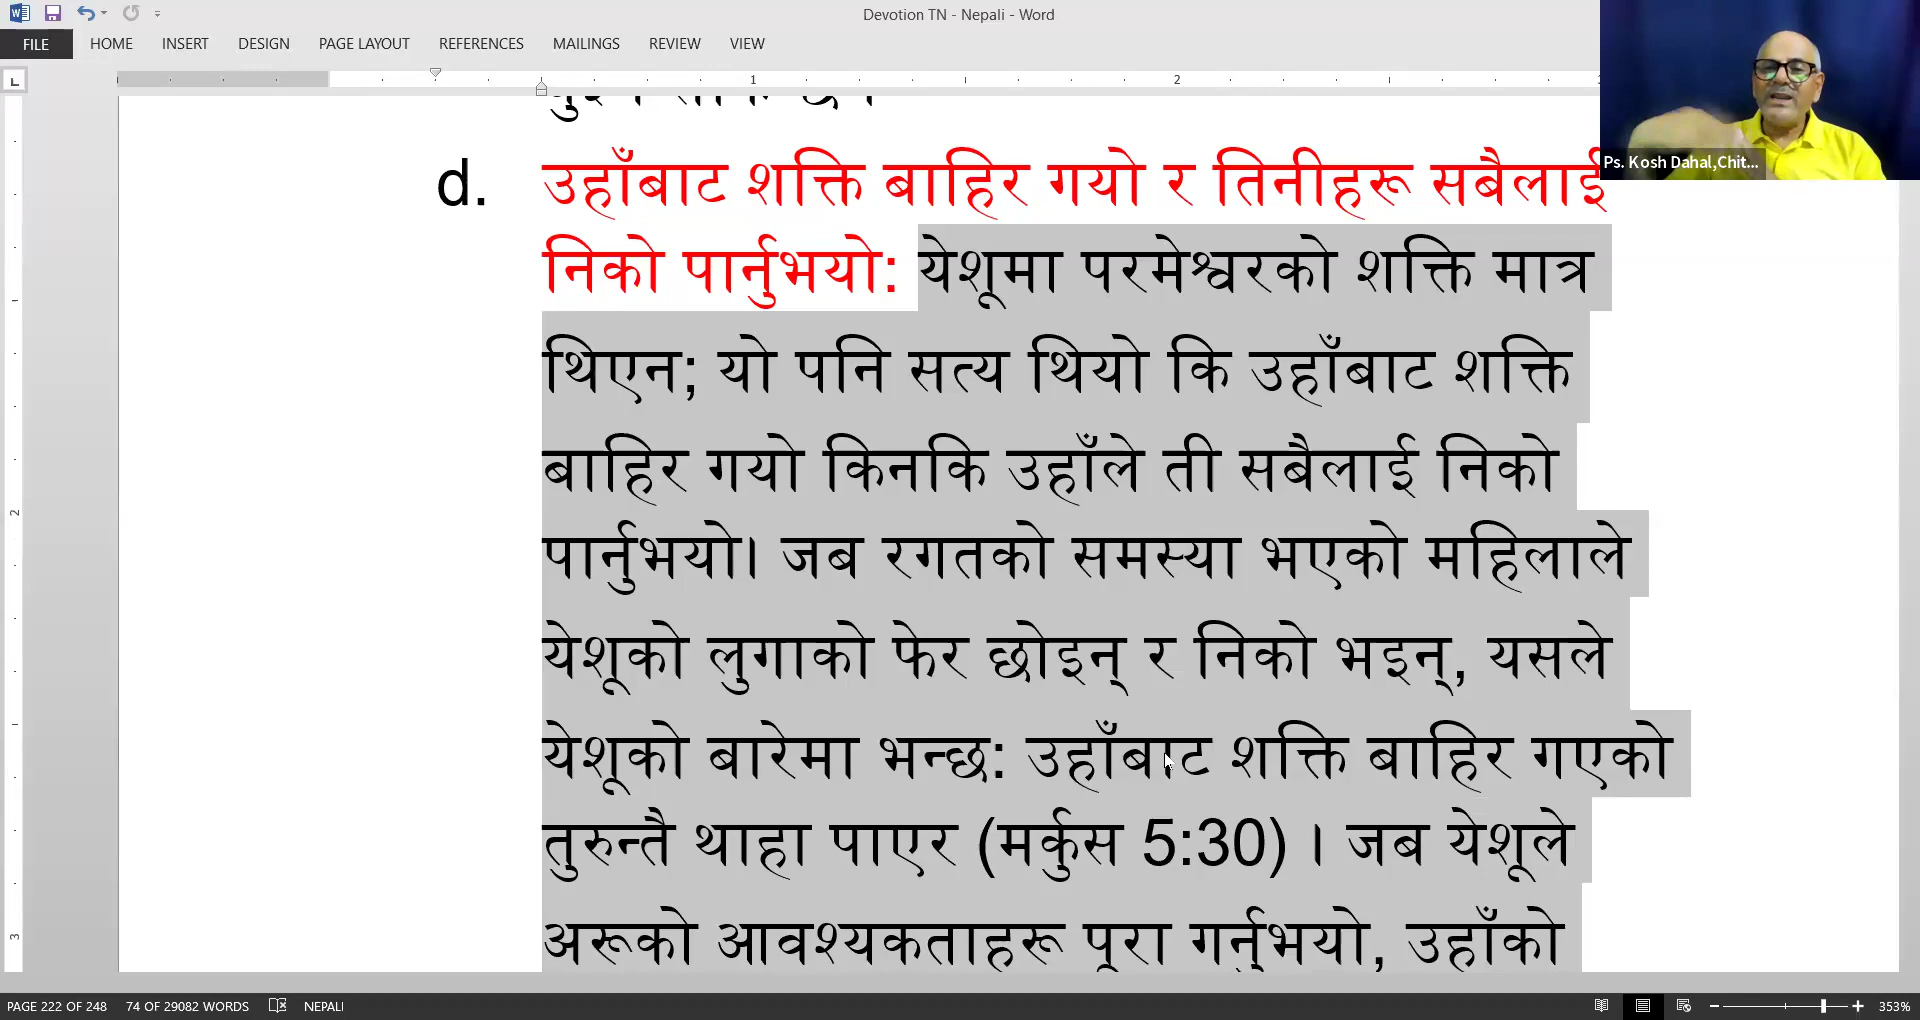 Devotion TN - Nepali - Word
FILE HOME INSERT DESIGN PAGE LAYOUT REFERENCES MAILINGS REVIEW VIEW
L
1 2
Ps. Kosh Dahal,Chit...
d. उहाँबाट शक्ति बाहिर गयो र तिनीहरू सबैलाई
निको पार्नुभयो: येशूमा परमेश्वरको शक्ति मात्र
थिएन; यो पनि सत्य थियो कि उहाँबाट शक्ति
बाहिर गयो किनकि उहाँले ती सबैलाई निको
पार्नुभयो। जब रगतको समस्या भएको महिलाले
येशूको लुगाको फेर छोइन् र निको भइन्, यसले
येशूको बारेमा भन्छ: उहाँबाट शक्ति बाहिर गएको
तुरुन्तै थाहा पाएर (मर्कुस 5:30) । जब येशूले
अरूको आवश्यकताहरू पूरा गर्नुभयो, उहाँको
PAGE 222 OF 248 74 OF 29082 WORDS NEPALI 353%